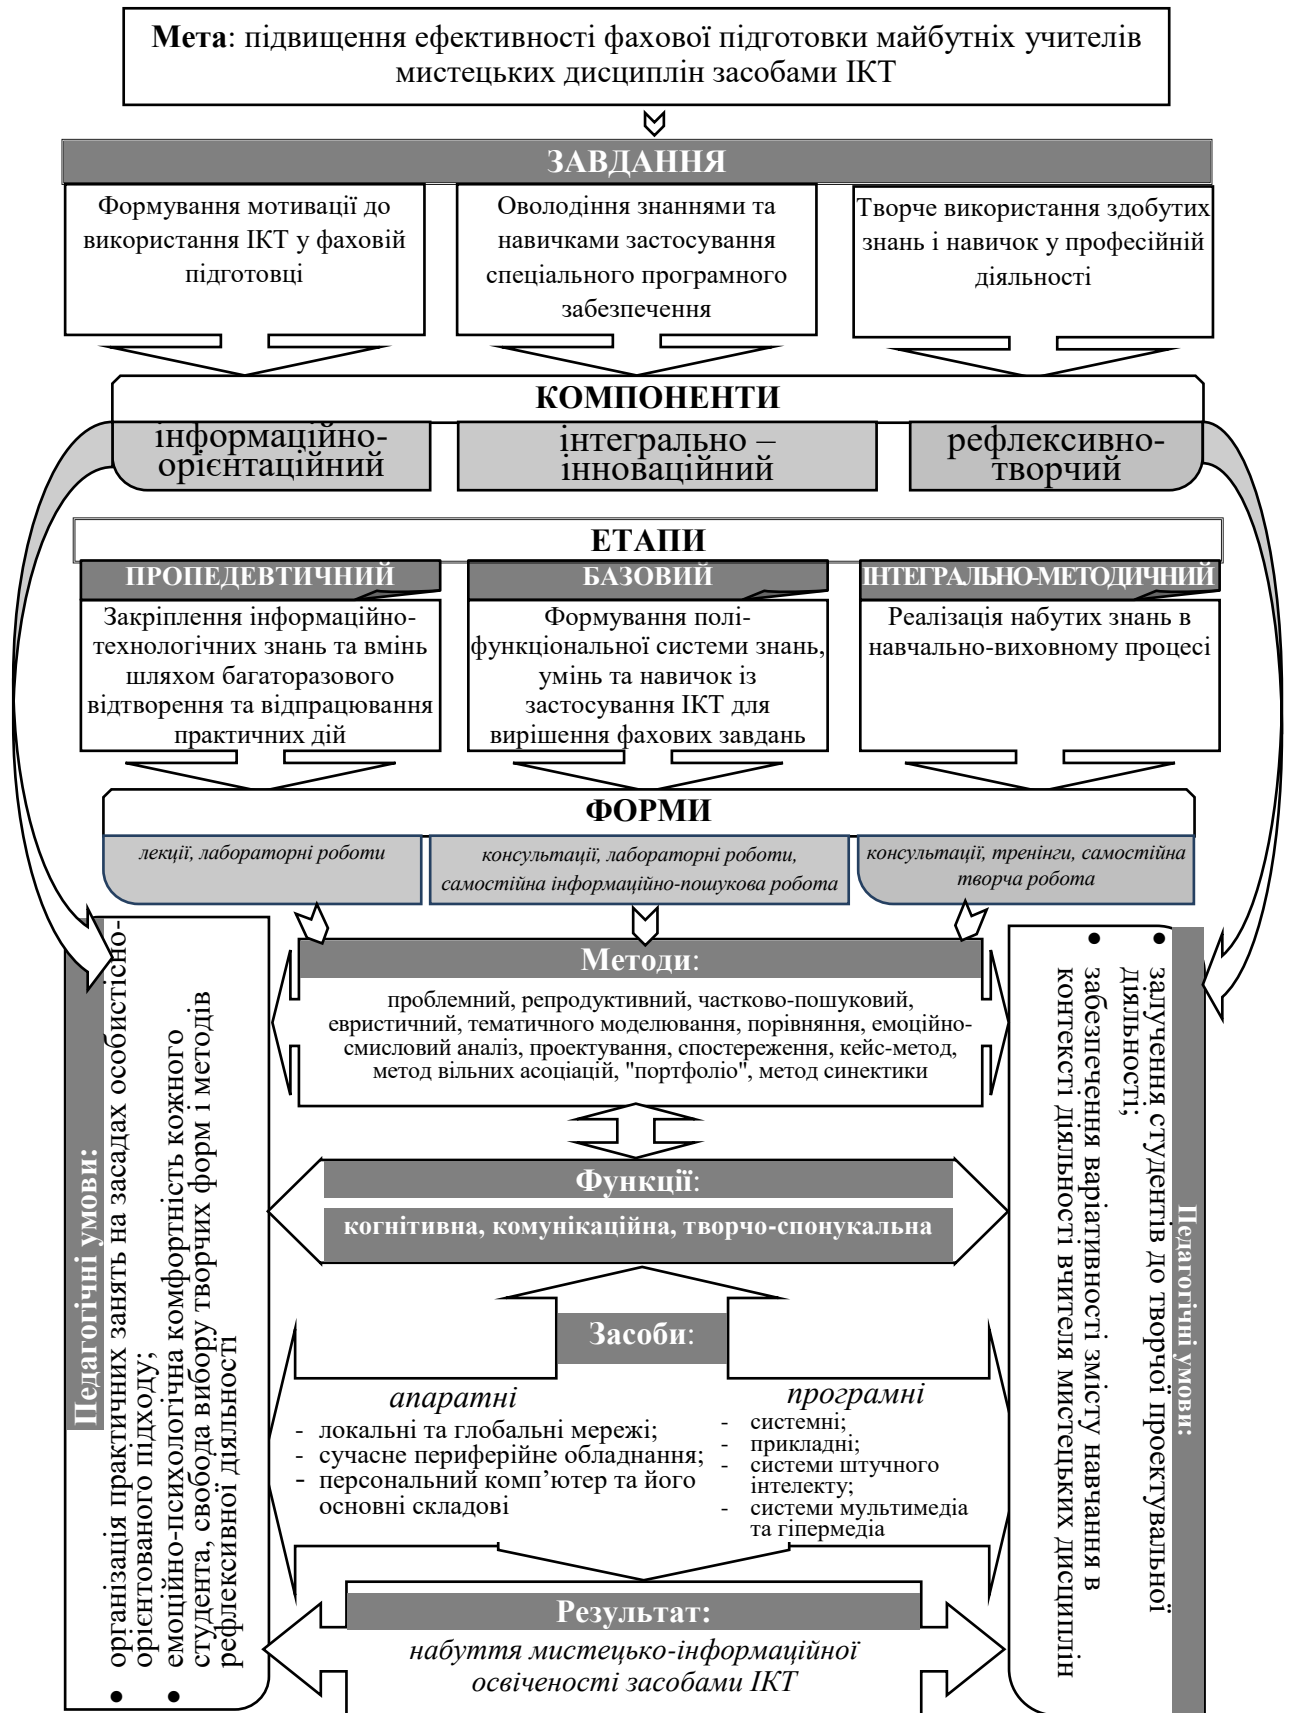 Мета: підвищення ефективності фахової підготовки майбутніх учителів
мистецьких дисциплін засобами ІКТ
ЗАВДАННЯ
Формування мотивації до
використання ІКТ у фаховій
підготовці
Оволодіння знаннями та
навичками застосування
спеціального програмного
забезпечення
Творче використання здобутих
знань і навичок у професійній
діяльності
КОМПОНЕНТИ
інформаційно-
орієнтаційний
інтегрально –
інноваційний
рефлексивно-
творчий
ЕТАПИ
ПРОПЕДЕВТИЧНИЙ
Закріплення інформаційно-
технологічних знань та вмінь
шляхом багаторазового
відтворення та відпрацювання
практичних дій
БАЗОВИЙ
Формування полі-
функціональної системи знань,
умінь та навичок із
застосування ІКТ для
вирішення фахових завдань
ІНТЕГРАЛЬНО-МЕТОДИЧНИЙ
Реалізація набутих знань в
навчально-виховному процесі
ФОРМИ
лекції, лабораторні роботи
консультації, лабораторні роботи,
самостійна інформаційно-пошукова робота
консультації, тренінги, самостійна
творча робота
Педагогічні умови:
• організація практичних занять на засадах особистісно-
орієнтованого підходу;
• емоційно-психологічна комфортність кожного
студента, свобода вибору творчих форм і методів
рефлексивної діяльності
Методи:
проблемний, репродуктивний, частково-пошуковий,
евристичний, тематичного моделювання, порівняння, емоційно-
смисловий аналіз, проектування, спостереження, кейс-метод,
метод вільних асоціацій, "портфоліо", метод синектики
Функції:
когнітивна, комунікаційна, творчо-спонукальна
Засоби:
апаратні
- локальні та глобальні мережі;
- сучасне периферійне обладнання;
- персональний комп’ютер та його
основні складові
програмні
- системні;
- прикладні;
- системи штучного
інтелекту;
- системи мультимедіа
та гіпермедіа
Результат:
набуття мистецько-інформаційної
освіченості засобами ІКТ
Педагогічні умови:
• залучення студентів до творчої проектувальної
діяльності;
• забезпечення варіативності змісту навчання в
контексті діяльності вчителя мистецьких дисциплін